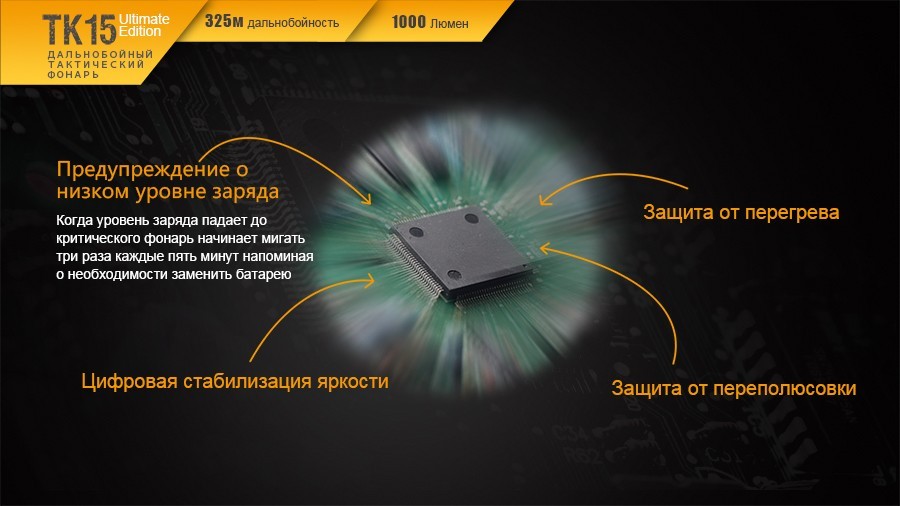 TK15 Ultimate
Edition
ДАЛЬНОБОЙНЫЙ
ТАКТИЧЕСКИЙ
ФОНАРЬ
325м дальнобойность
1000 Люмен
Предупреждение о
низком уровне заряда
Когда уровень заряда падает до
критического фонарь начинает мигать
три раза каждые пять минут напоминая
о необходимости заменить батарею
Защита от перегрева
Цифровая стабилизация яркости
Защита от переполюсовки